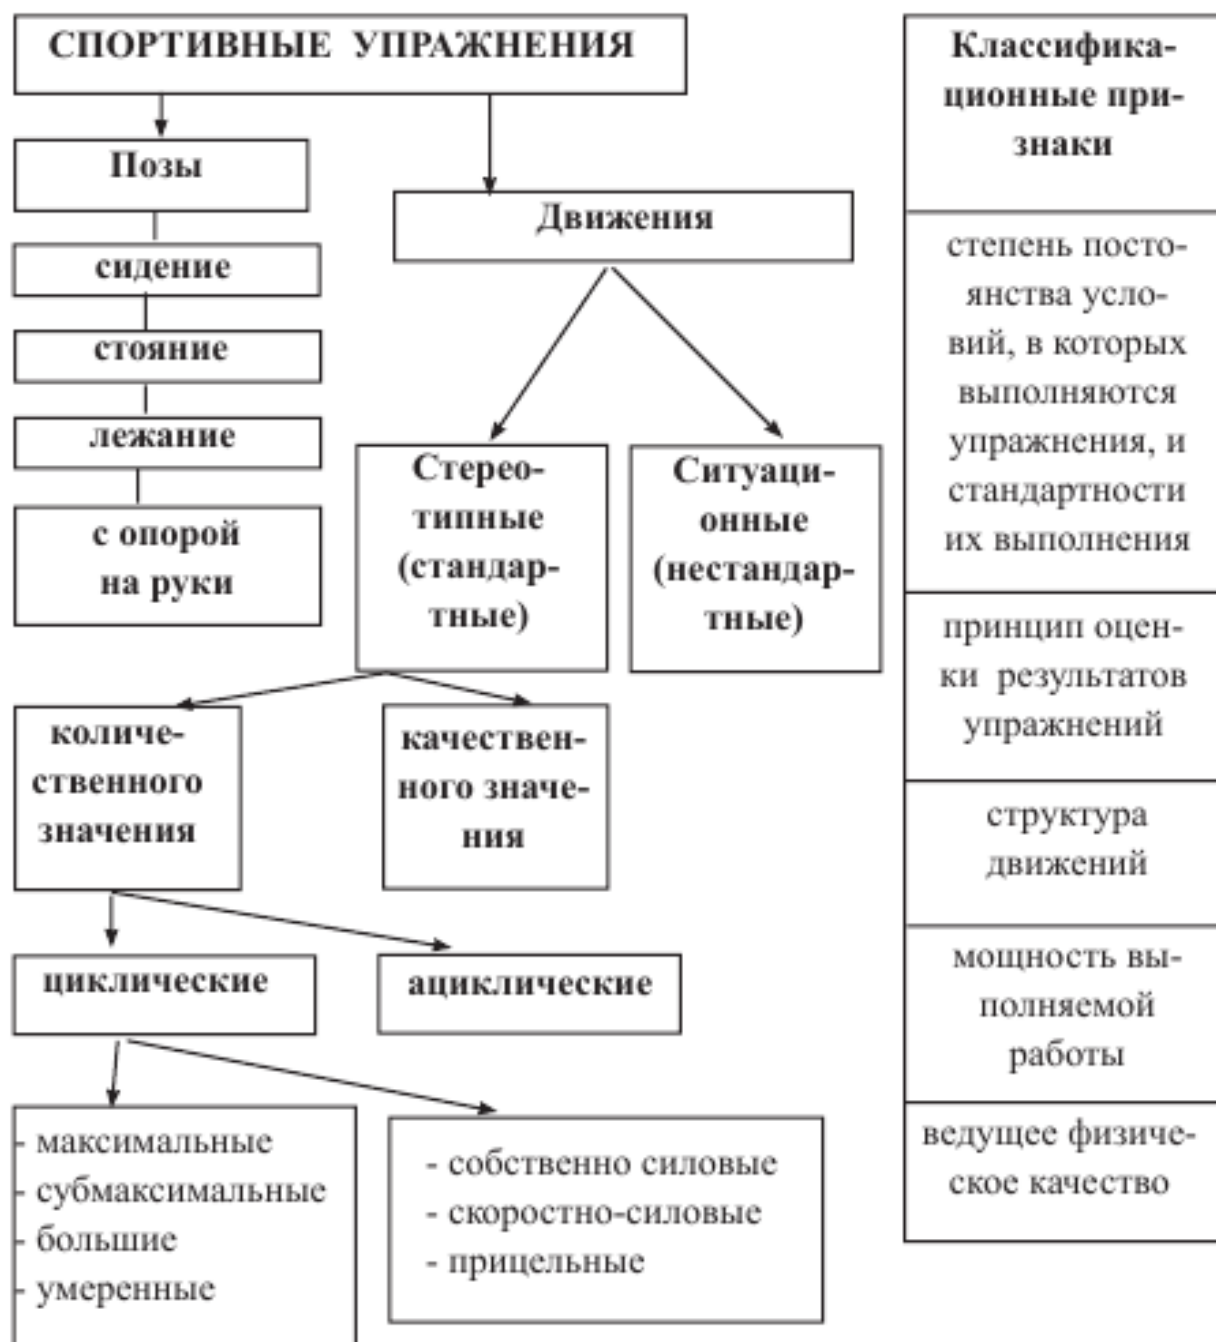 СПОРТИВНЫЕ УПРАЖНЕНИЯ
Позы
сидение
стояние
лежание
с опорой
на руки
Движения
Стерео-
типные
(стандар-
тные)
Ситуаци-
онные
(нестандар-
тные)
количе-
ственного
значения
качествен-
ного значе-
ния
циклические
ациклические
- максимальные
- субмаксимальные
- большие
- умеренные
- собственно силовые
- скоростно-силовые
- прицельные
Классифика-
ционные при-
знаки
степень посто-
янства усло-
вий, в которых
выполняются
упражнения, и
стандартности
их выполнения
принцип оцен-
ки результатов
упражнений
структура
движений
мощность вы-
полняемой
работы
ведущее физиче-
ское качество